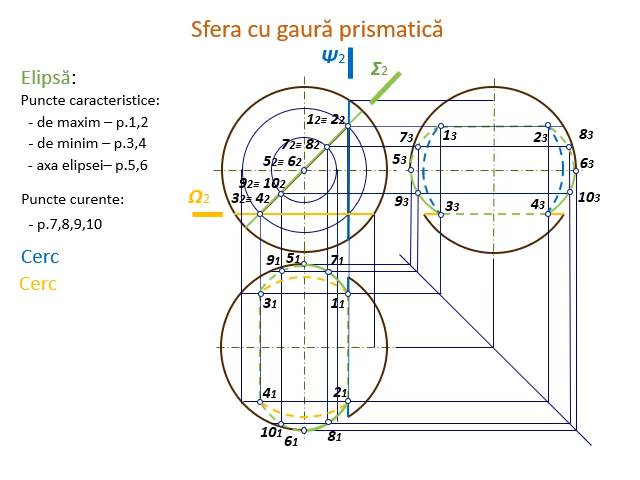 Sfera cu gaură prismatică
Ψ2
Σ2
Elipsă:
Puncte caracteristice:
- de maxim – p.1,2
- de minim – p.3,4
- axa elipsei– p.5,6
Puncte curente:
- p.7,8,9,10
Cerc
Cerc
12≡ 22
72≡ 82
52≡ 62
92≡ 102
32≡ 42
Ω2
73
13
23
83
53
63
93
33
43
103
91
51
71
31
11
41
21
101
61
81